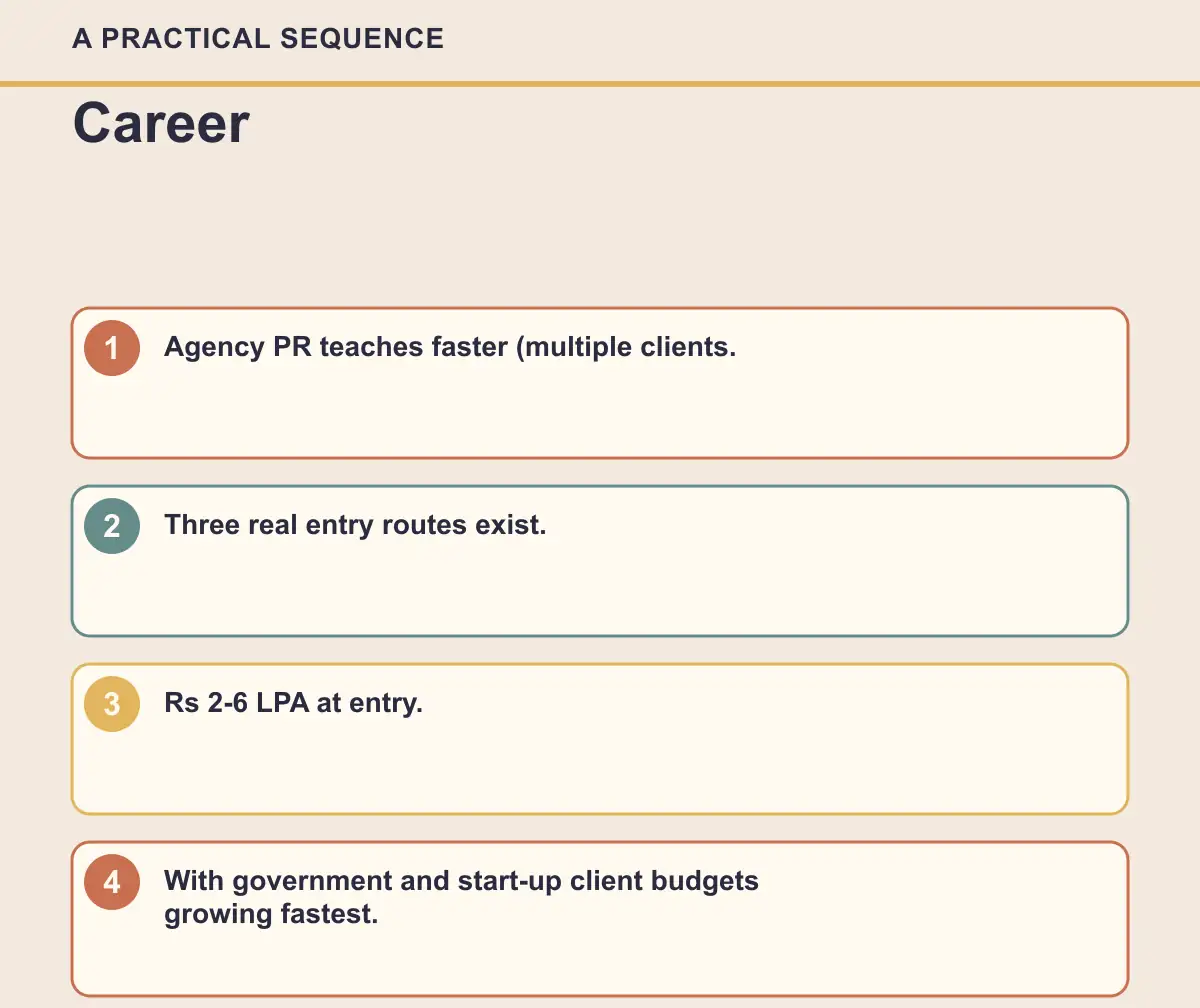 A PRACTICAL SEQUENCE
Career
1
Agency PR teaches faster (multiple clients.
2
Three real entry routes exist.
3
Rs 2-6 LPA at entry.
4
With government and start-up client budgets
growing fastest.